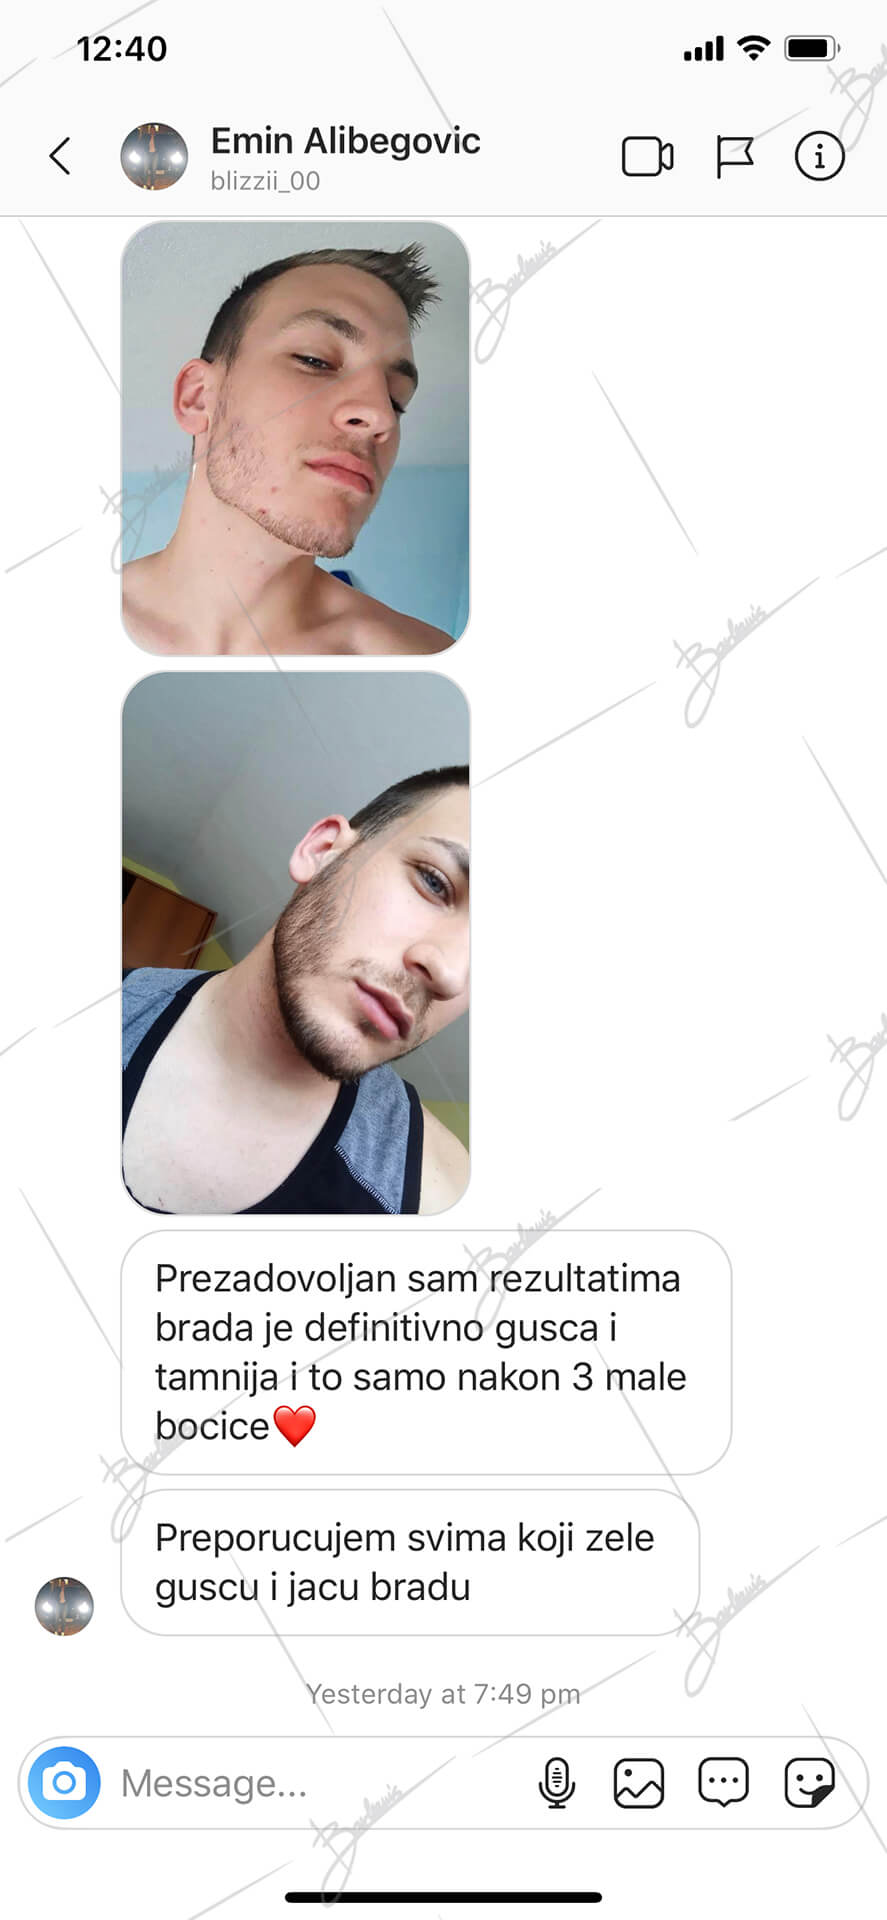 12:40
Emin Alibegovic
blizzii_00
Prezadovoljan sam rezultatima
brada je definitivno gusca i
tamnija i to samo nakon 3 male
bocice❤️
Preporucujem svima koji zele
guscu i jacu bradu
Yesterday at 7:49 pm
Message...